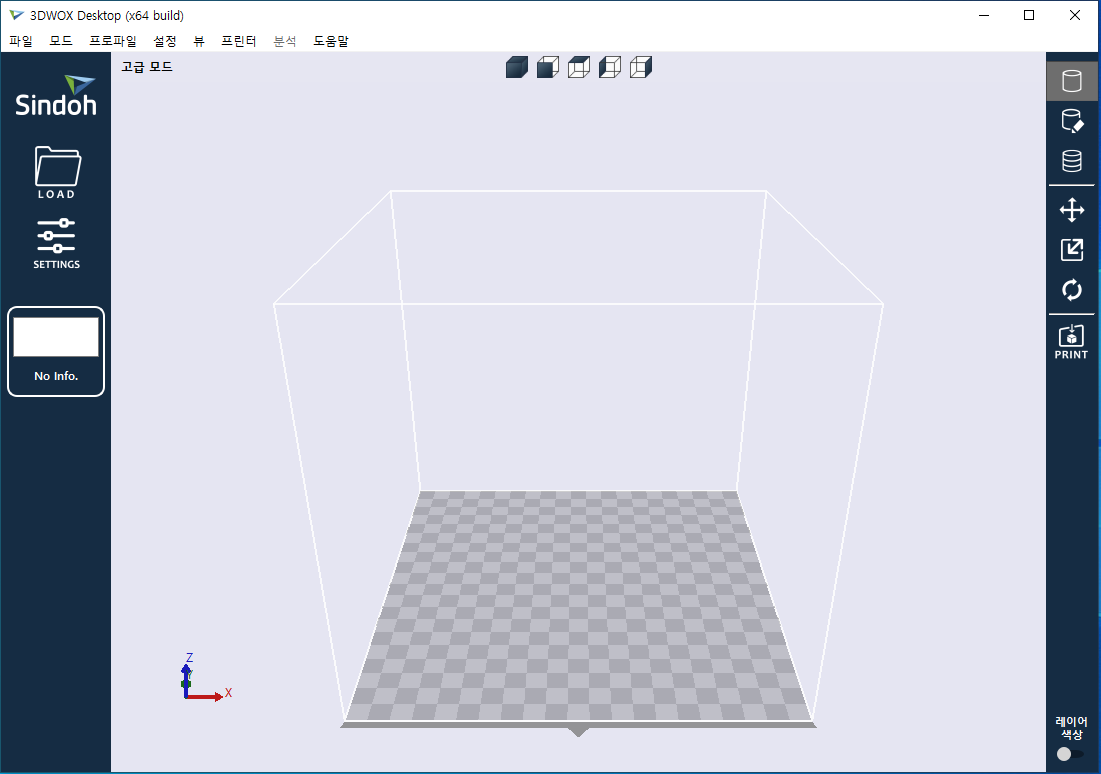 3DWOX Desktop (x64 build)
파일 모드 프로파일 설정 뷰 프린터 분석 도움말
고급 모드
Sindoh
LOAD
SETTINGS
No Info.
PRINT
Z
Y
X
레이어
색상